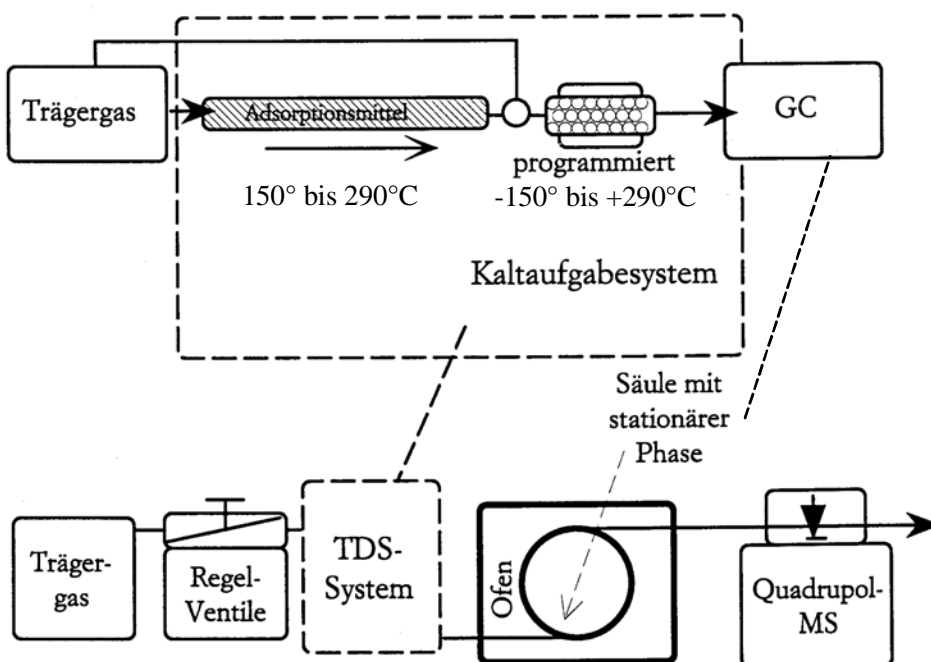 Trägergas
Adsorptionsmittel
GC
programmiert
150° bis 290°C
-150° bis +290°C
Kaltaufgabesystem
Säule mit
stationärer
Phase
Träger-
gas
Regel-
Ventile
TDS-
System
Ofen
Quadrupol-
MS